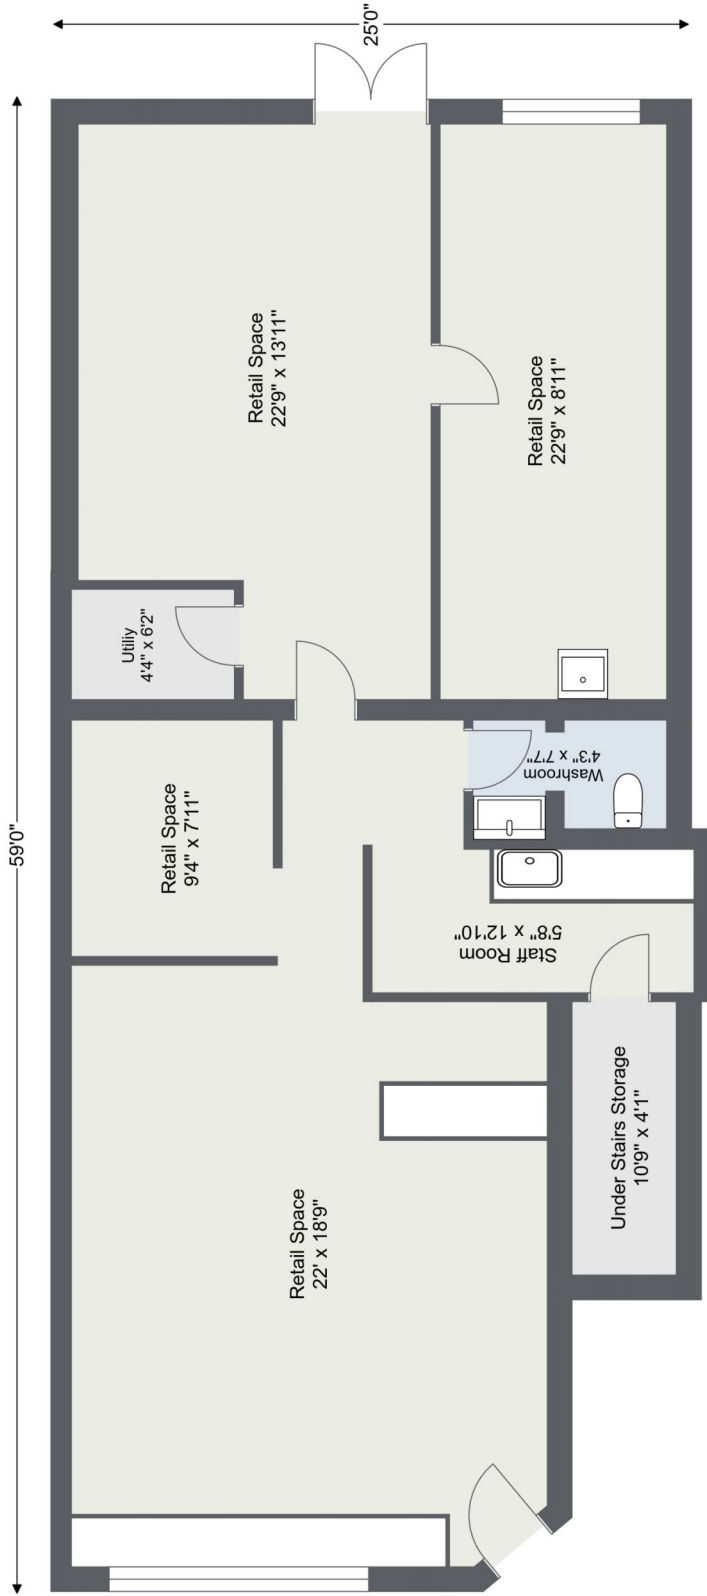 25'0"
59'0"
Retail Space
22'9" x 13'11"
Retail Space
22'9" x 8'11"
Utiliy
4'4" x 6'2"
Retail Space
9'4" x 7'11"
Washroom
4'3" x 7'7"
Staff Room
5'8" x 12'10"
Under Stairs Storage
10'9" x 4'1"
Retail Space
22' x 18'9"